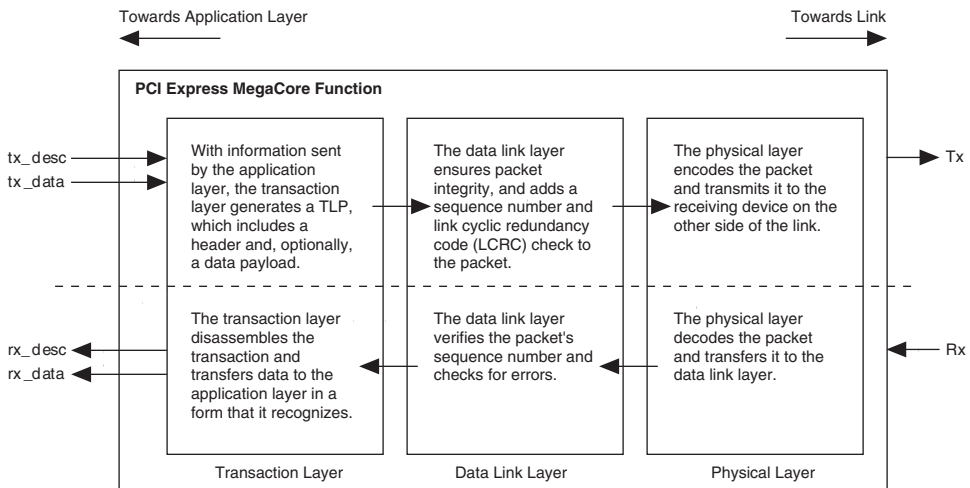 Towards Application Layer
Towards Link
PCI Express MegaCore Function
tx_desc
tx_data
With information sent
by the application
layer, the transaction
layer generates a TLP,
which includes a
header and, optionally,
a data payload.
The data link layer
ensures packet
integrity, and adds a
sequence number and
link cyclic redundancy
code (LCRC) check to
the packet.
The physical layer
encodes the packet
and transmits it to the
receiving device on the
other side of the link.
Tx
rx_desc
rx_data
The transaction layer
disassembles the
transaction and
transfers data to the
application layer in a
form that it recognizes.
The data link layer
verifies the packet's
sequence number and
checks for errors.
The physical layer
decodes the packet
and transfers it to the
data link layer.
Rx
Transaction Layer
Data Link Layer
Physical Layer